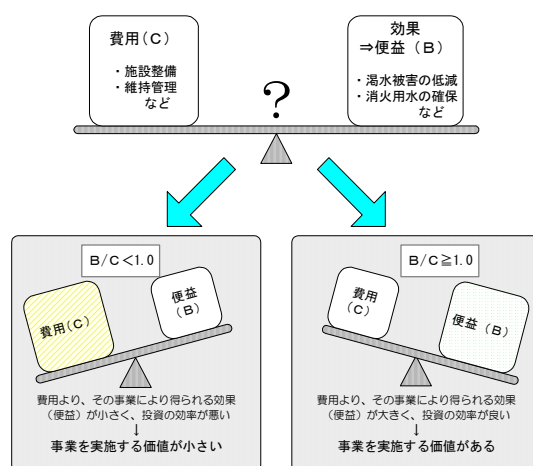 費用(C)
・施設整備
・維持管理
など
?
効果
⇒便益(B)
・渇水被害の低減
・消火用水の確保
など
B/C<1.0
費用(C)
便益
(B)
費用より、その事業により得られる効果
(便益)が小さく、投資の効率が悪い
↓
事業を実施する価値が小さい
B/C≧1.0
費用
(C)
便益(B)
費用より、その事業により得られる効果
(便益)が大きく、投資の効率が良い
↓
事業を実施する価値がある